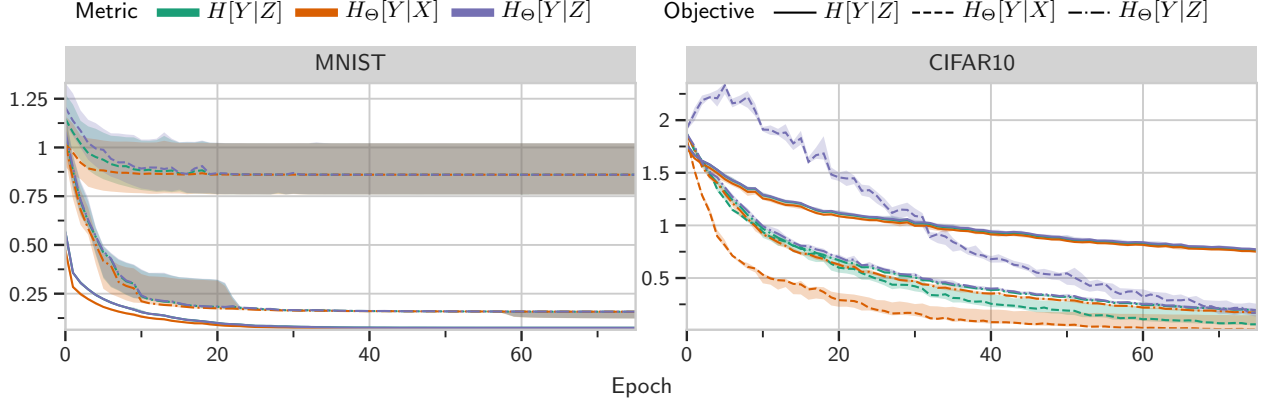 Metric H[Y|Z] H_Θ[Y|X] H_Θ[Y|Z] Objective H[Y|Z] H_Θ[Y|X] H_Θ[Y|Z]
MNIST
CIFAR10
1.25
1
0.75
0.50
0.25
0 20 40 60
2
1.5
1
0.5
0 20 40 60
Epoch